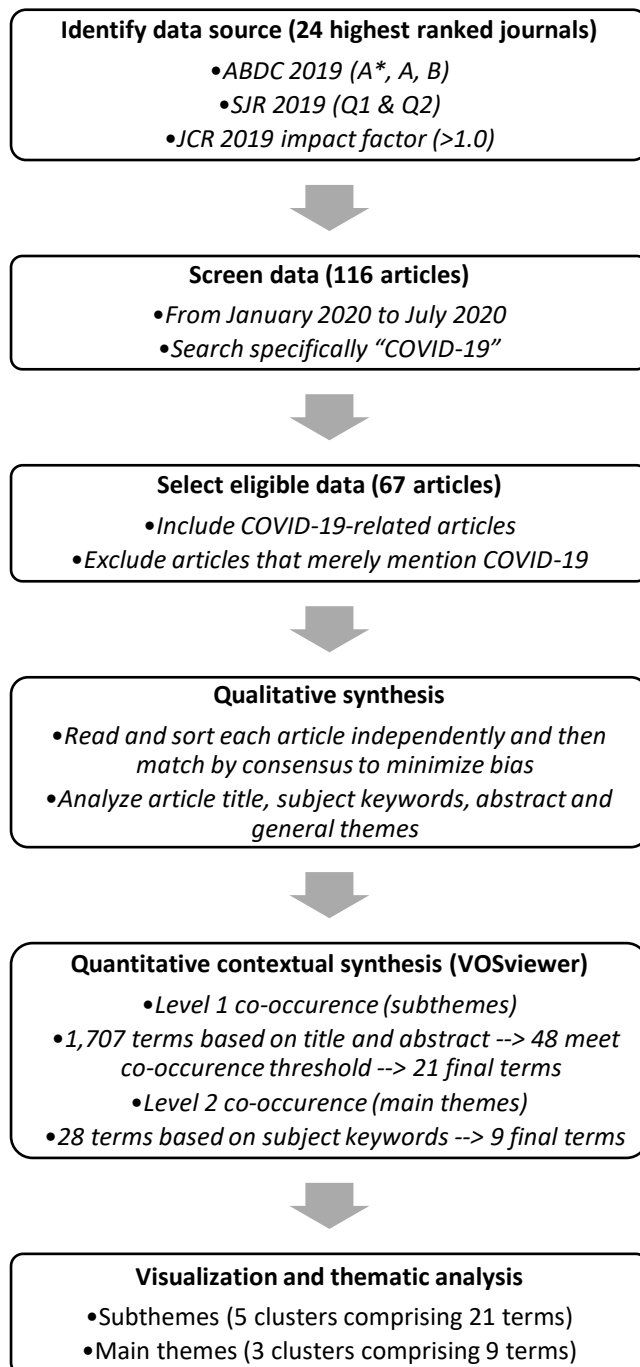 Identify data source (24 highest ranked journals)
•ABDC 2019 (A*, A, B)
•SJR 2019 (Q1 & Q2)
•JCR 2019 impact factor (>1.0)
Screen data (116 articles)
•From January 2020 to July 2020
•Search specifically “COVID-19”
Select eligible data (67 articles)
•Include COVID-19-related articles
•Exclude articles that merely mention COVID-19
Qualitative synthesis
•Read and sort each article independently and then
match by consensus to minimize bias
•Analyze article title, subject keywords, abstract and
general themes
Quantitative contextual synthesis (VOSviewer)
•Level 1 co-occurence (subthemes)
•1,707 terms based on title and abstract --> 48 meet
co-occurence threshold --> 21 final terms
•Level 2 co-occurence (main themes)
•28 terms based on subject keywords --> 9 final terms
Visualization and thematic analysis
•Subthemes (5 clusters comprising 21 terms)
•Main themes (3 clusters comprising 9 terms)